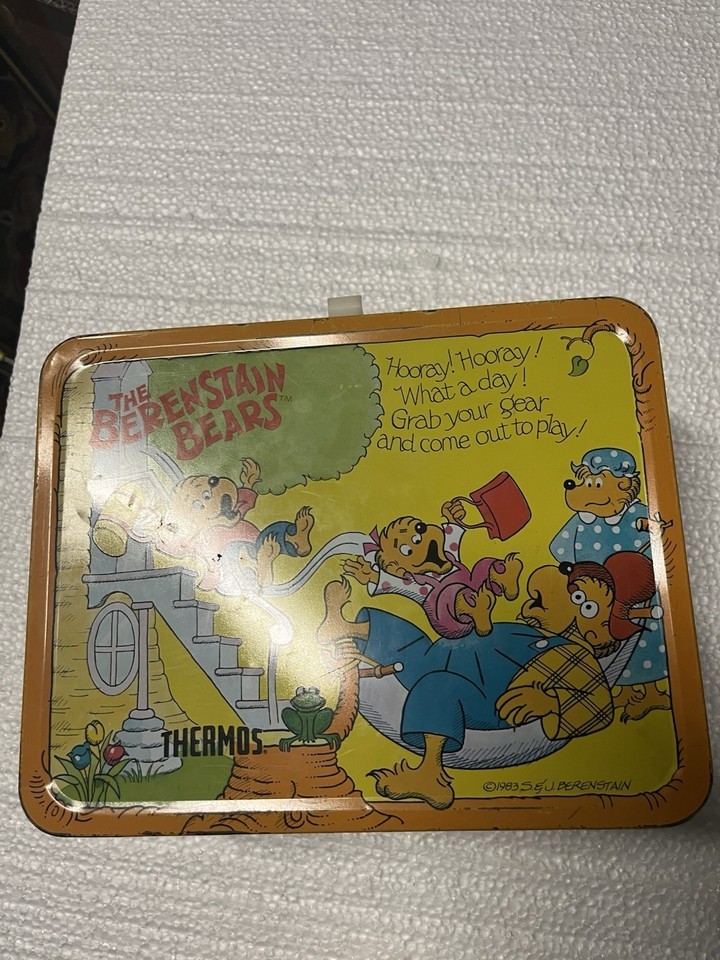 THE
BERENSTAIN
BEARS™
Hooray! Hooray!
What a day!
Grab your gear
and come out to play!
THERMOS.
©1983 S. & J. BERENSTAIN